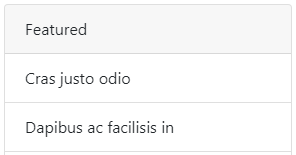 Featured
Cras justo odio
Dapibus ac facilisis in